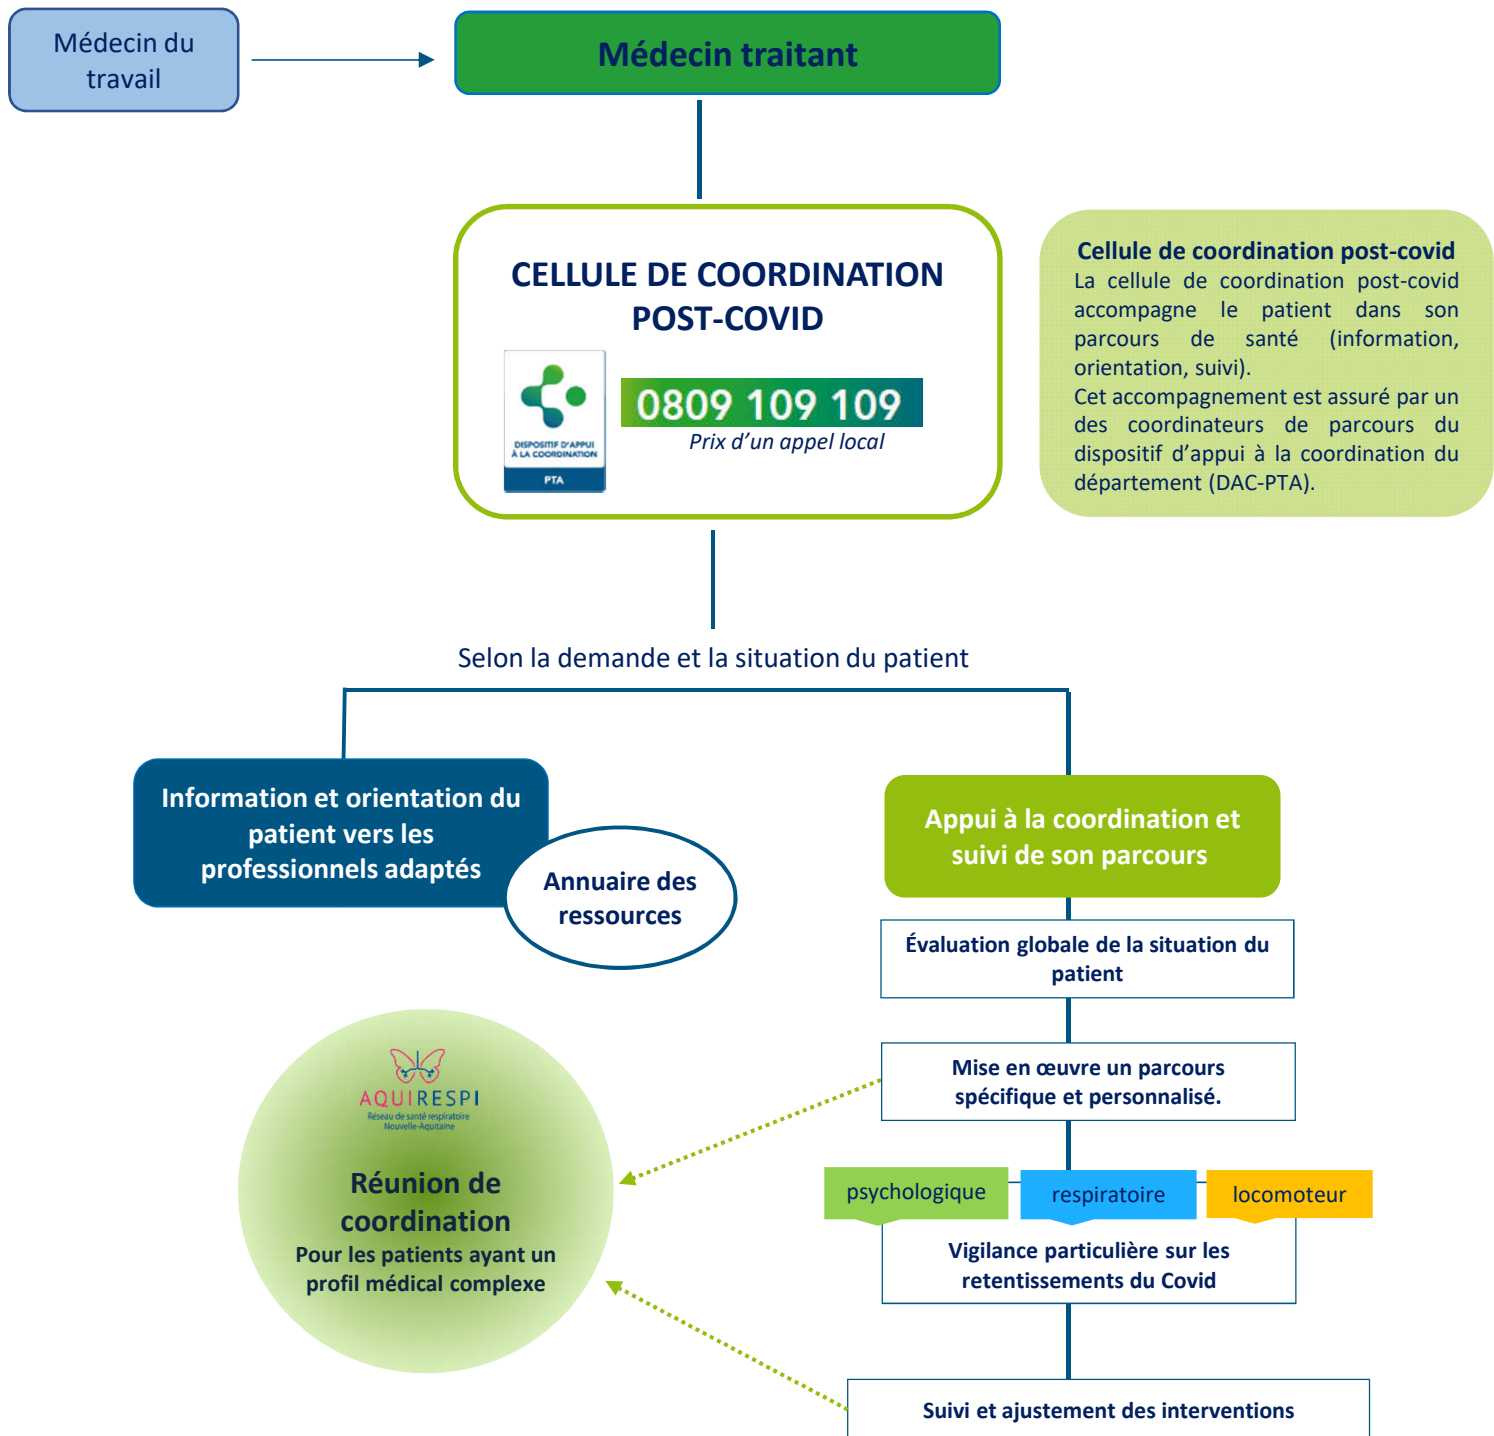 Médecin du
travail
Médecin traitant
CELLULE DE COORDINATION
POST-COVID
DISPOSITIF D'APPUI
À LA COORDINATION
PTA
0809 109 109
Prix d'un appel local
Cellule de coordination post-covid
La cellule de coordination post-covid
accompagne le patient dans son
parcours de santé (information,
orientation, suivi).
Cet accompagnement est assuré par un
des coordinateurs de parcours du
dispositif d'appui à la coordination du
département (DAC-PTA).
Selon la demande et la situation du patient
Information et orientation du
patient vers les
professionnels adaptés
Annuaire des
ressources
Appui à la coordination et
suivi de son parcours
Évaluation globale de la situation du
patient
Mise en œuvre un parcours
spécifique et personnalisé.
AQUIRESPI
Réseau de santé respiratoire
Nouvelle-Aquitaine
Réunion de
coordination
Pour les patients ayant un
profil médical complexe
psychologique
respiratoire
locomoteur
Vigilance particulière sur les
retentissements du Covid
Suivi et ajustement des interventions